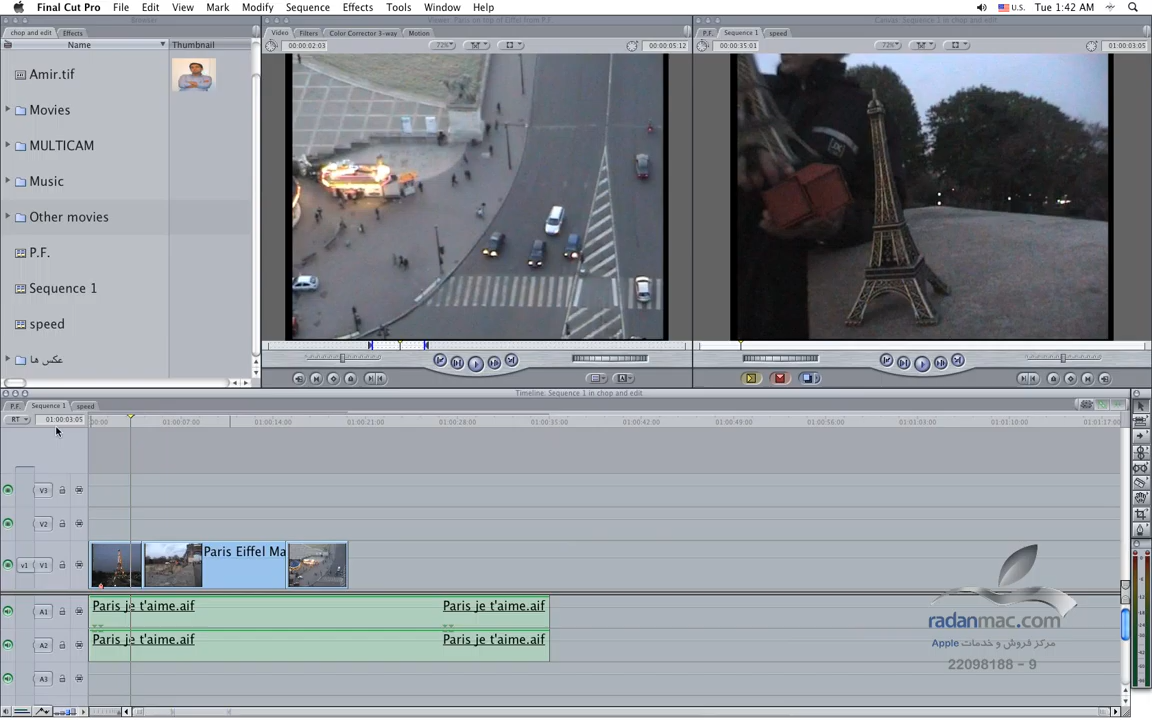 Final Cut Pro File Edit View Mark Modify Sequence Effects Tools Window Help U.S. Tue 1:42 AM
Browser
Viewer: Paris on top of Eiffel from P.F
Canvas: Sequence 1 in chop and edit
chop and edit Effects
Video Filters Color Corrector 3-way Motion
P.F. Sequence 1 speed
Name Thumbnail
00:00:02:03 72% 00:00:05:12
00:00:35:01 72% 01:00:03:05
Amir.tif
Movies
MULTICAM
Music
Other movies
P.F.
Sequence 1
speed
عکس ها
Timeline: Sequence 1 in chop and edit
P.F. Sequence 1 speed
RT 01:00:03:05 00:00 01:00:07:00 01:00:14:00 01:00:21:00 01:00:28:00 01:00:35:00 01:00:42:00 01:00:49:00 01:00:56:00 01:01:03:00 01:01:10:00 01:01:17:00
V3
V2
v1 V1 Paris Eiffel Ma
A1 Paris je t'aime.aif Paris je t'aime.aif
A2 Paris je t'aime.aif Paris je t'aime.aif
A3
radanmac.com
مرکز فروش و خدمات Apple
22098188 - 9